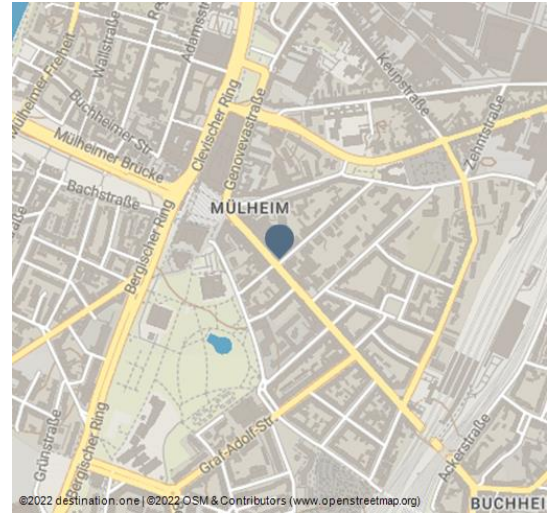 Mülheimer Freiheit
Wallstraße
Re
Adamsstr
Buchheimer Str.
Mülheimer Brücke
Clevischer Ring
Genovevastraße
Keupstraße
Zehntstraße
Bachstraße
MÜLHEIM
Bergischer Ring
Grünstraße
Bergischer Ring
Graf-Adolf-Str.
Ackerstraße
BUCHHEI
©2022 destination.one | ©2022 OSM & Contributors (www.openstreetmap.org)